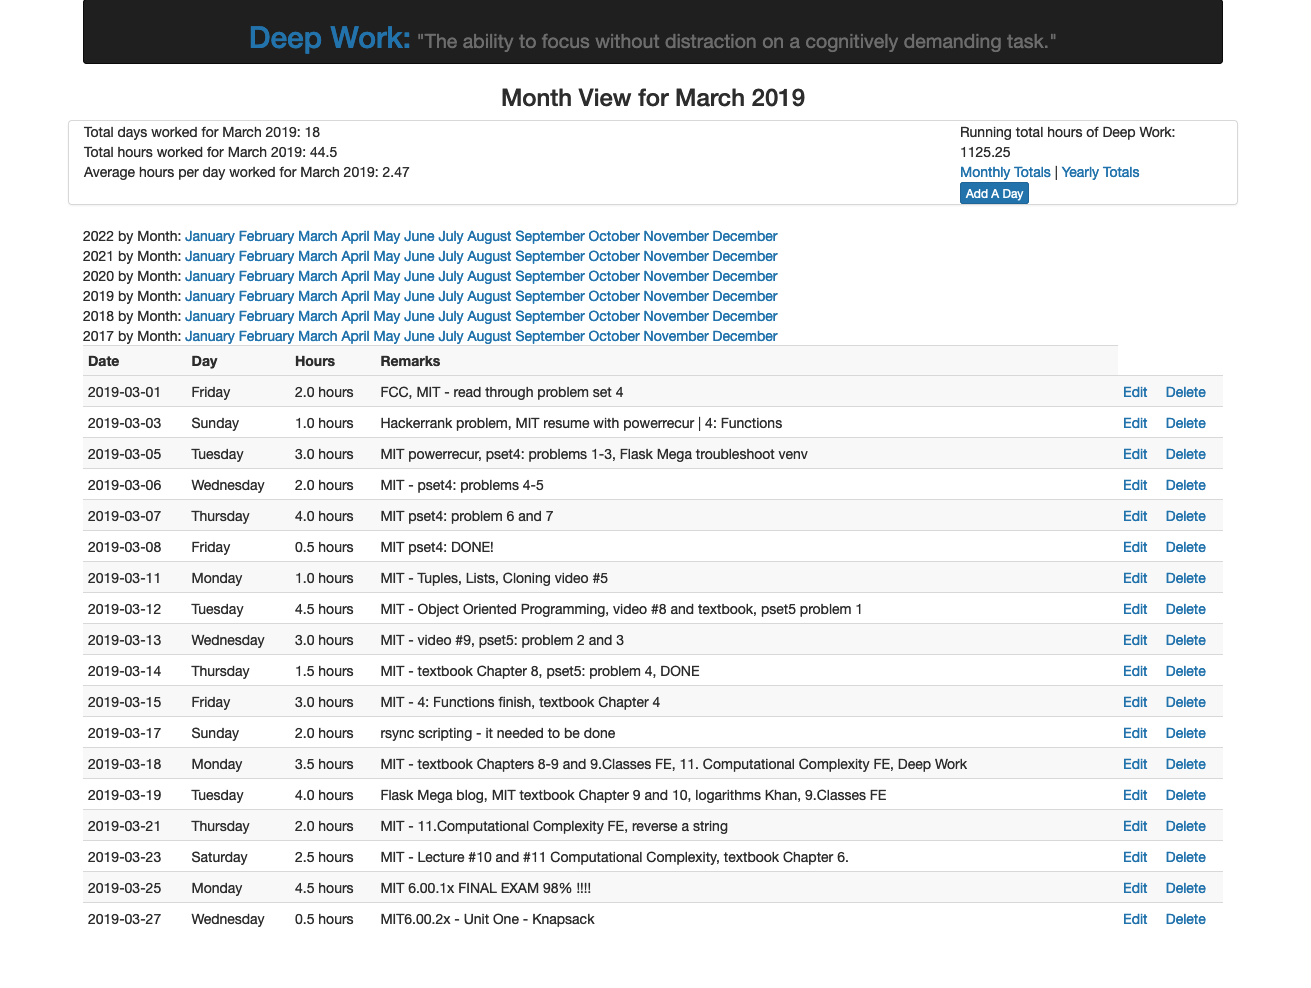 Deep Work: "The ability to focus without distraction on a cognitively demanding task."
Month View for March 2019
Total days worked for March 2019: 18
Total hours worked for March 2019: 44.5
Average hours per day worked for March 2019: 2.47
Running total hours of Deep Work:
1125.25
Monthly Totals | Yearly Totals
Add A Day
2022 by Month: January February March April May June July August September October November December
2021 by Month: January February March April May June July August September October November December
2020 by Month: January February March April May June July August September October November December
2019 by Month: January February March April May June July August September October November December
2018 by Month: January February March April May June July August September October November December
2017 by Month: January February March April May June July August September October November December
Date Day Hours Remarks
2019-03-01 Friday 2.0 hours FCC, MIT - read through problem set 4 Edit Delete
2019-03-03 Sunday 1.0 hours Hackerrank problem, MIT resume with powerrecur | 4: Functions Edit Delete
2019-03-05 Tuesday 3.0 hours MIT powerrecur, pset4: problems 1-3, Flask Mega troubleshoot venv Edit Delete
2019-03-06 Wednesday 2.0 hours MIT - pset4: problems 4-5 Edit Delete
2019-03-07 Thursday 4.0 hours MIT pset4: problem 6 and 7 Edit Delete
2019-03-08 Friday 0.5 hours MIT pset4: DONE! Edit Delete
2019-03-11 Monday 1.0 hours MIT - Tuples, Lists, Cloning video #5 Edit Delete
2019-03-12 Tuesday 4.5 hours MIT - Object Oriented Programming, video #8 and textbook, pset5 problem 1 Edit Delete
2019-03-13 Wednesday 3.0 hours MIT - video #9, pset5: problem 2 and 3 Edit Delete
2019-03-14 Thursday 1.5 hours MIT - textbook Chapter 8, pset5: problem 4, DONE Edit Delete
2019-03-15 Friday 3.0 hours MIT - 4: Functions finish, textbook Chapter 4 Edit Delete
2019-03-17 Sunday 2.0 hours rsync scripting - it needed to be done Edit Delete
2019-03-18 Monday 3.5 hours MIT - textbook Chapters 8-9 and 9.Classes FE, 11. Computational Complexity FE, Deep Work Edit Delete
2019-03-19 Tuesday 4.0 hours Flask Mega blog, MIT textbook Chapter 9 and 10, logarithms Khan, 9.Classes FE Edit Delete
2019-03-21 Thursday 2.0 hours MIT - 11.Computational Complexity FE, reverse a string Edit Delete
2019-03-23 Saturday 2.5 hours MIT - Lecture #10 and #11 Computational Complexity, textbook Chapter 6. Edit Delete
2019-03-25 Monday 4.5 hours MIT 6.00.1x FINAL EXAM 98% !!!! Edit Delete
2019-03-27 Wednesday 0.5 hours MIT6.00.2x - Unit One - Knapsack Edit Delete